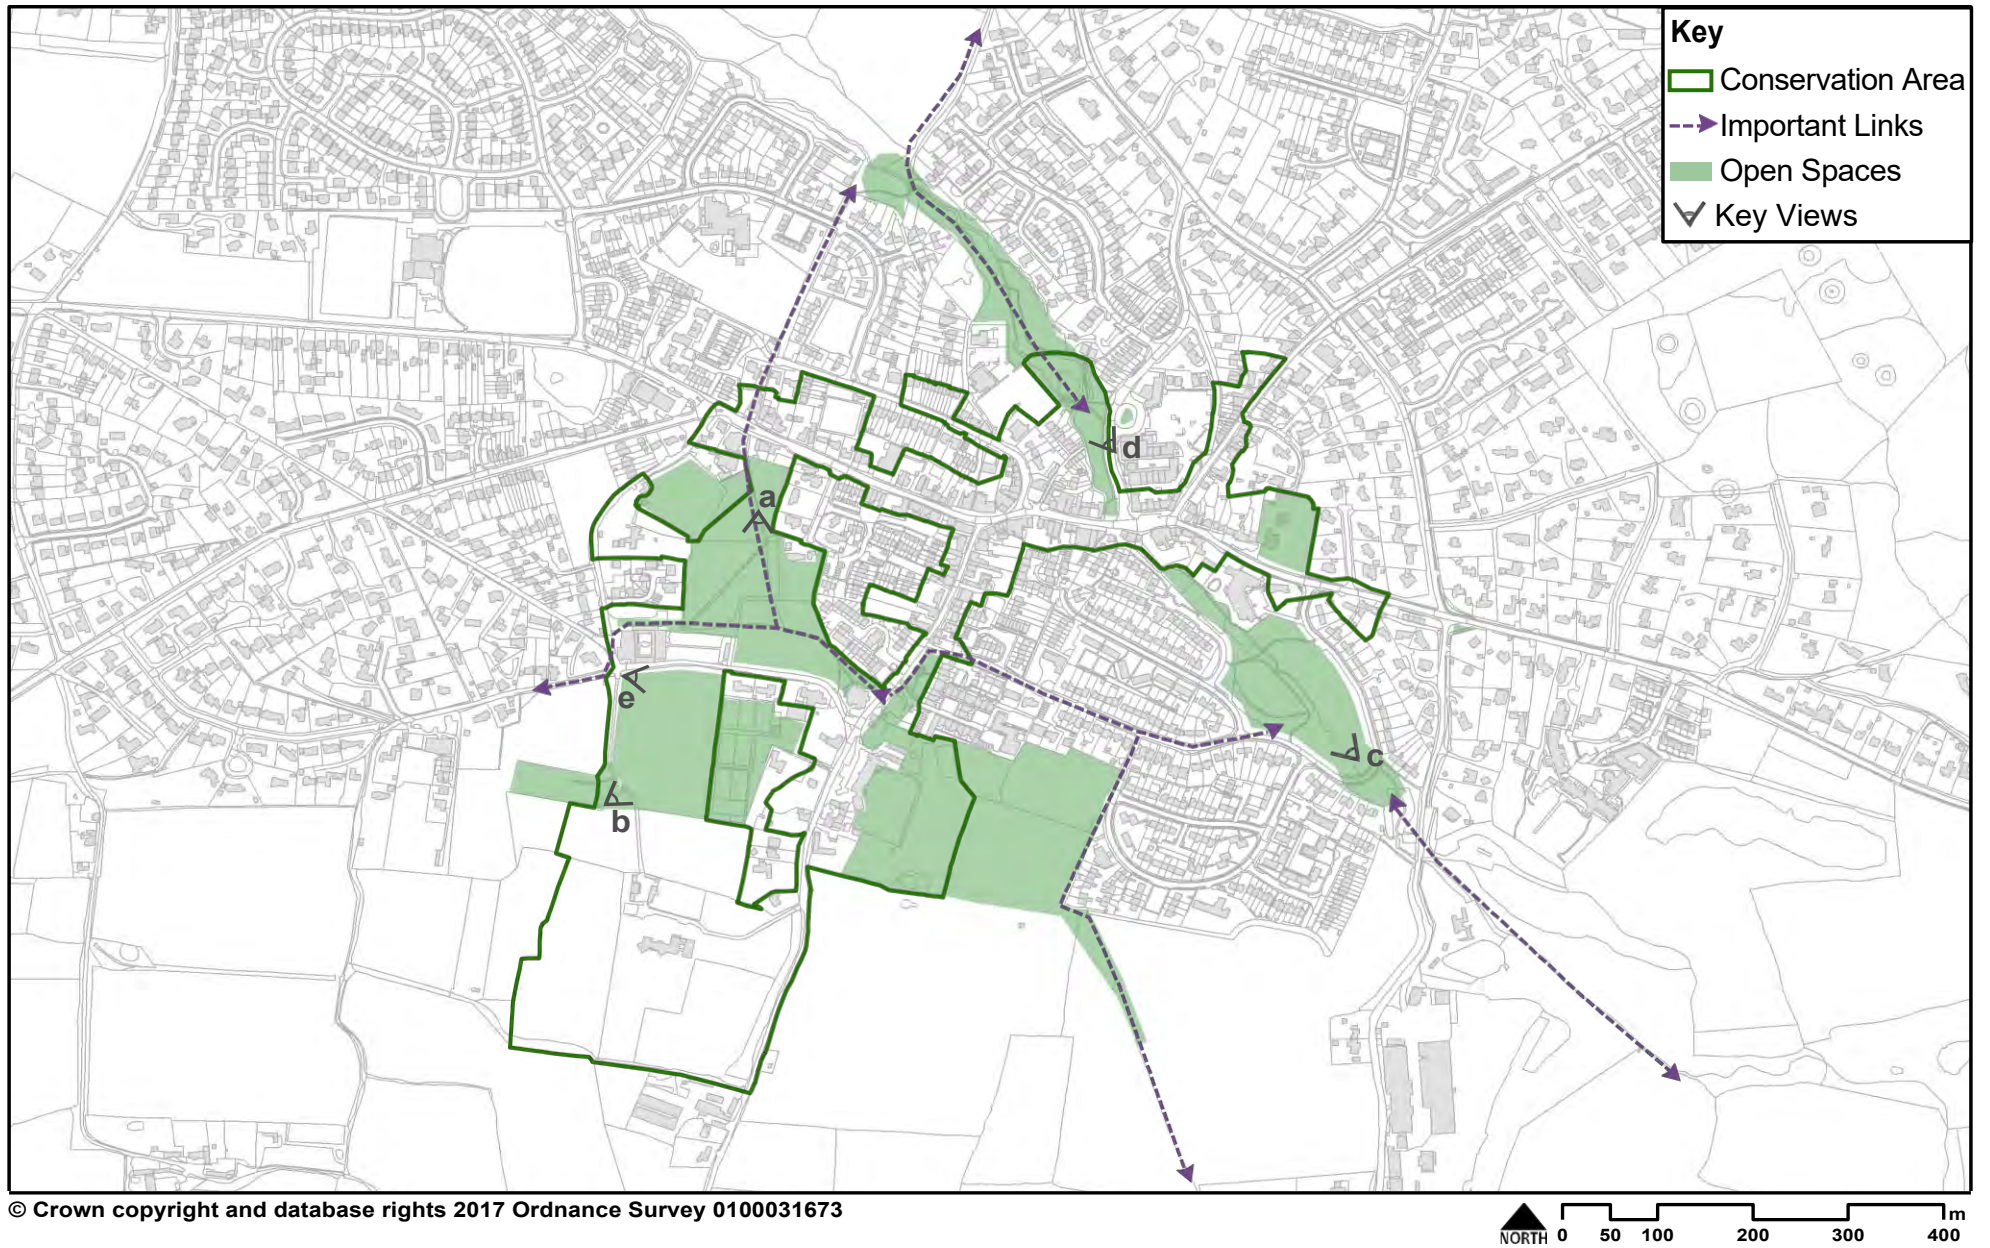 Key
Conservation Area
Important Links
Open Spaces
Key Views
a
d
e
c
b
© Crown copyright and database rights 2017 Ordnance Survey 0100031673
NORTH
0 50 100 200 300 400 m